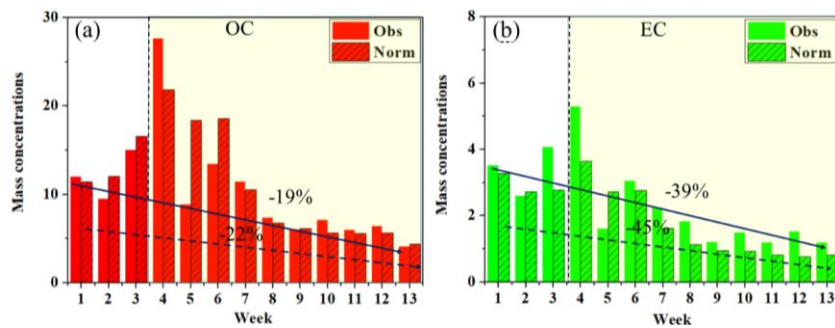 (a)
OC
Obs
Norm
Mass concentrations
30
20
10
0
-19%
-22%
1 2 3 4 5 6 7 8 9 10 11 12 13
Week
(b)
EC
Obs
Norm
Mass concentrations
8
6
4
2
0
-39%
-45%
1 2 3 4 5 6 7 8 9 10 11 12 13
Week